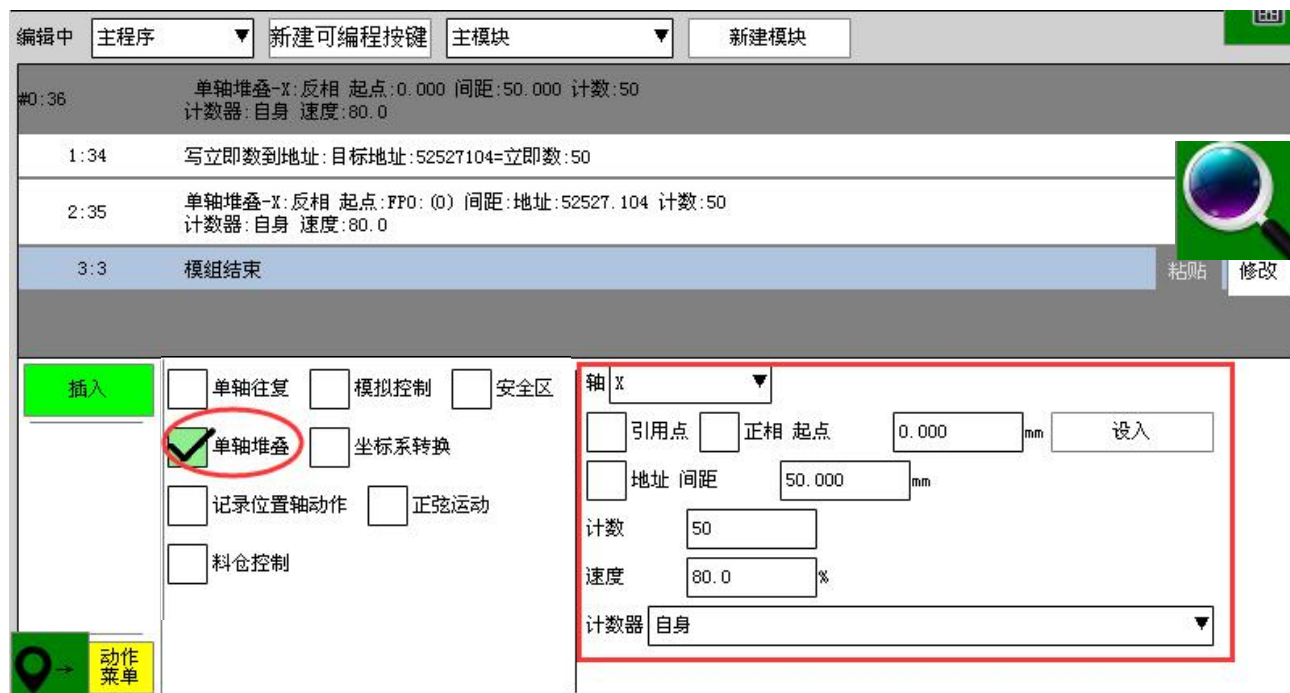 编辑中 主程序 ▼ 新建可编程按键 主模块 ▼ 新建模块
#0:36 单轴堆叠-X:反相 起点:0.000 间距:50.000 计数:50
计数器:自身 速度:80.0
1:34 写立即数到地址:目标地址:52527104=立即数:50
2:35 单轴堆叠-X:反相 起点:FP0:(0) 间距:地址:52527.104 计数:50
计数器:自身 速度:80.0
3:3 模组结束 粘贴 修改
插入
单轴往复 模拟控制 安全区
单轴堆叠 坐标系转换
记录位置轴动作 正弦运动
料仓控制
动作
菜单
轴 X ▼
引用点 正相 起点 0.000 mm 设入
地址 间距 50.000 mm
计数 50
速度 80.0 %
计数器 自身 ▼